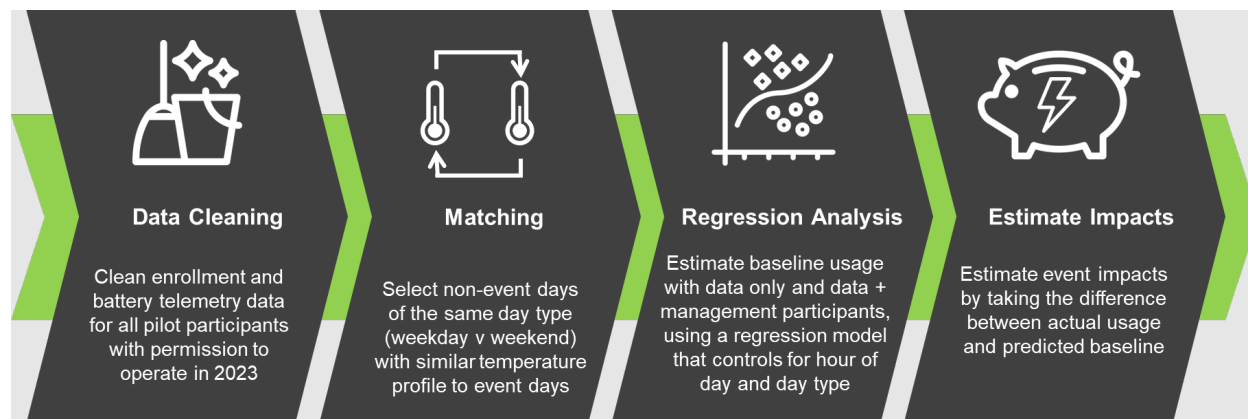 Data Cleaning
Clean enrollment and
battery telemetry data
for all pilot participants
with permission to
operate in 2023
Matching
Select non-event days
of the same day type
(weekday v weekend)
with similar temperature
profile to event days
Regression Analysis
Estimate baseline usage
with data only and data +
management participants,
using a regression model
that controls for hour of
day and day type
Estimate Impacts
Estimate event impacts
by taking the difference
between actual usage
and predicted baseline